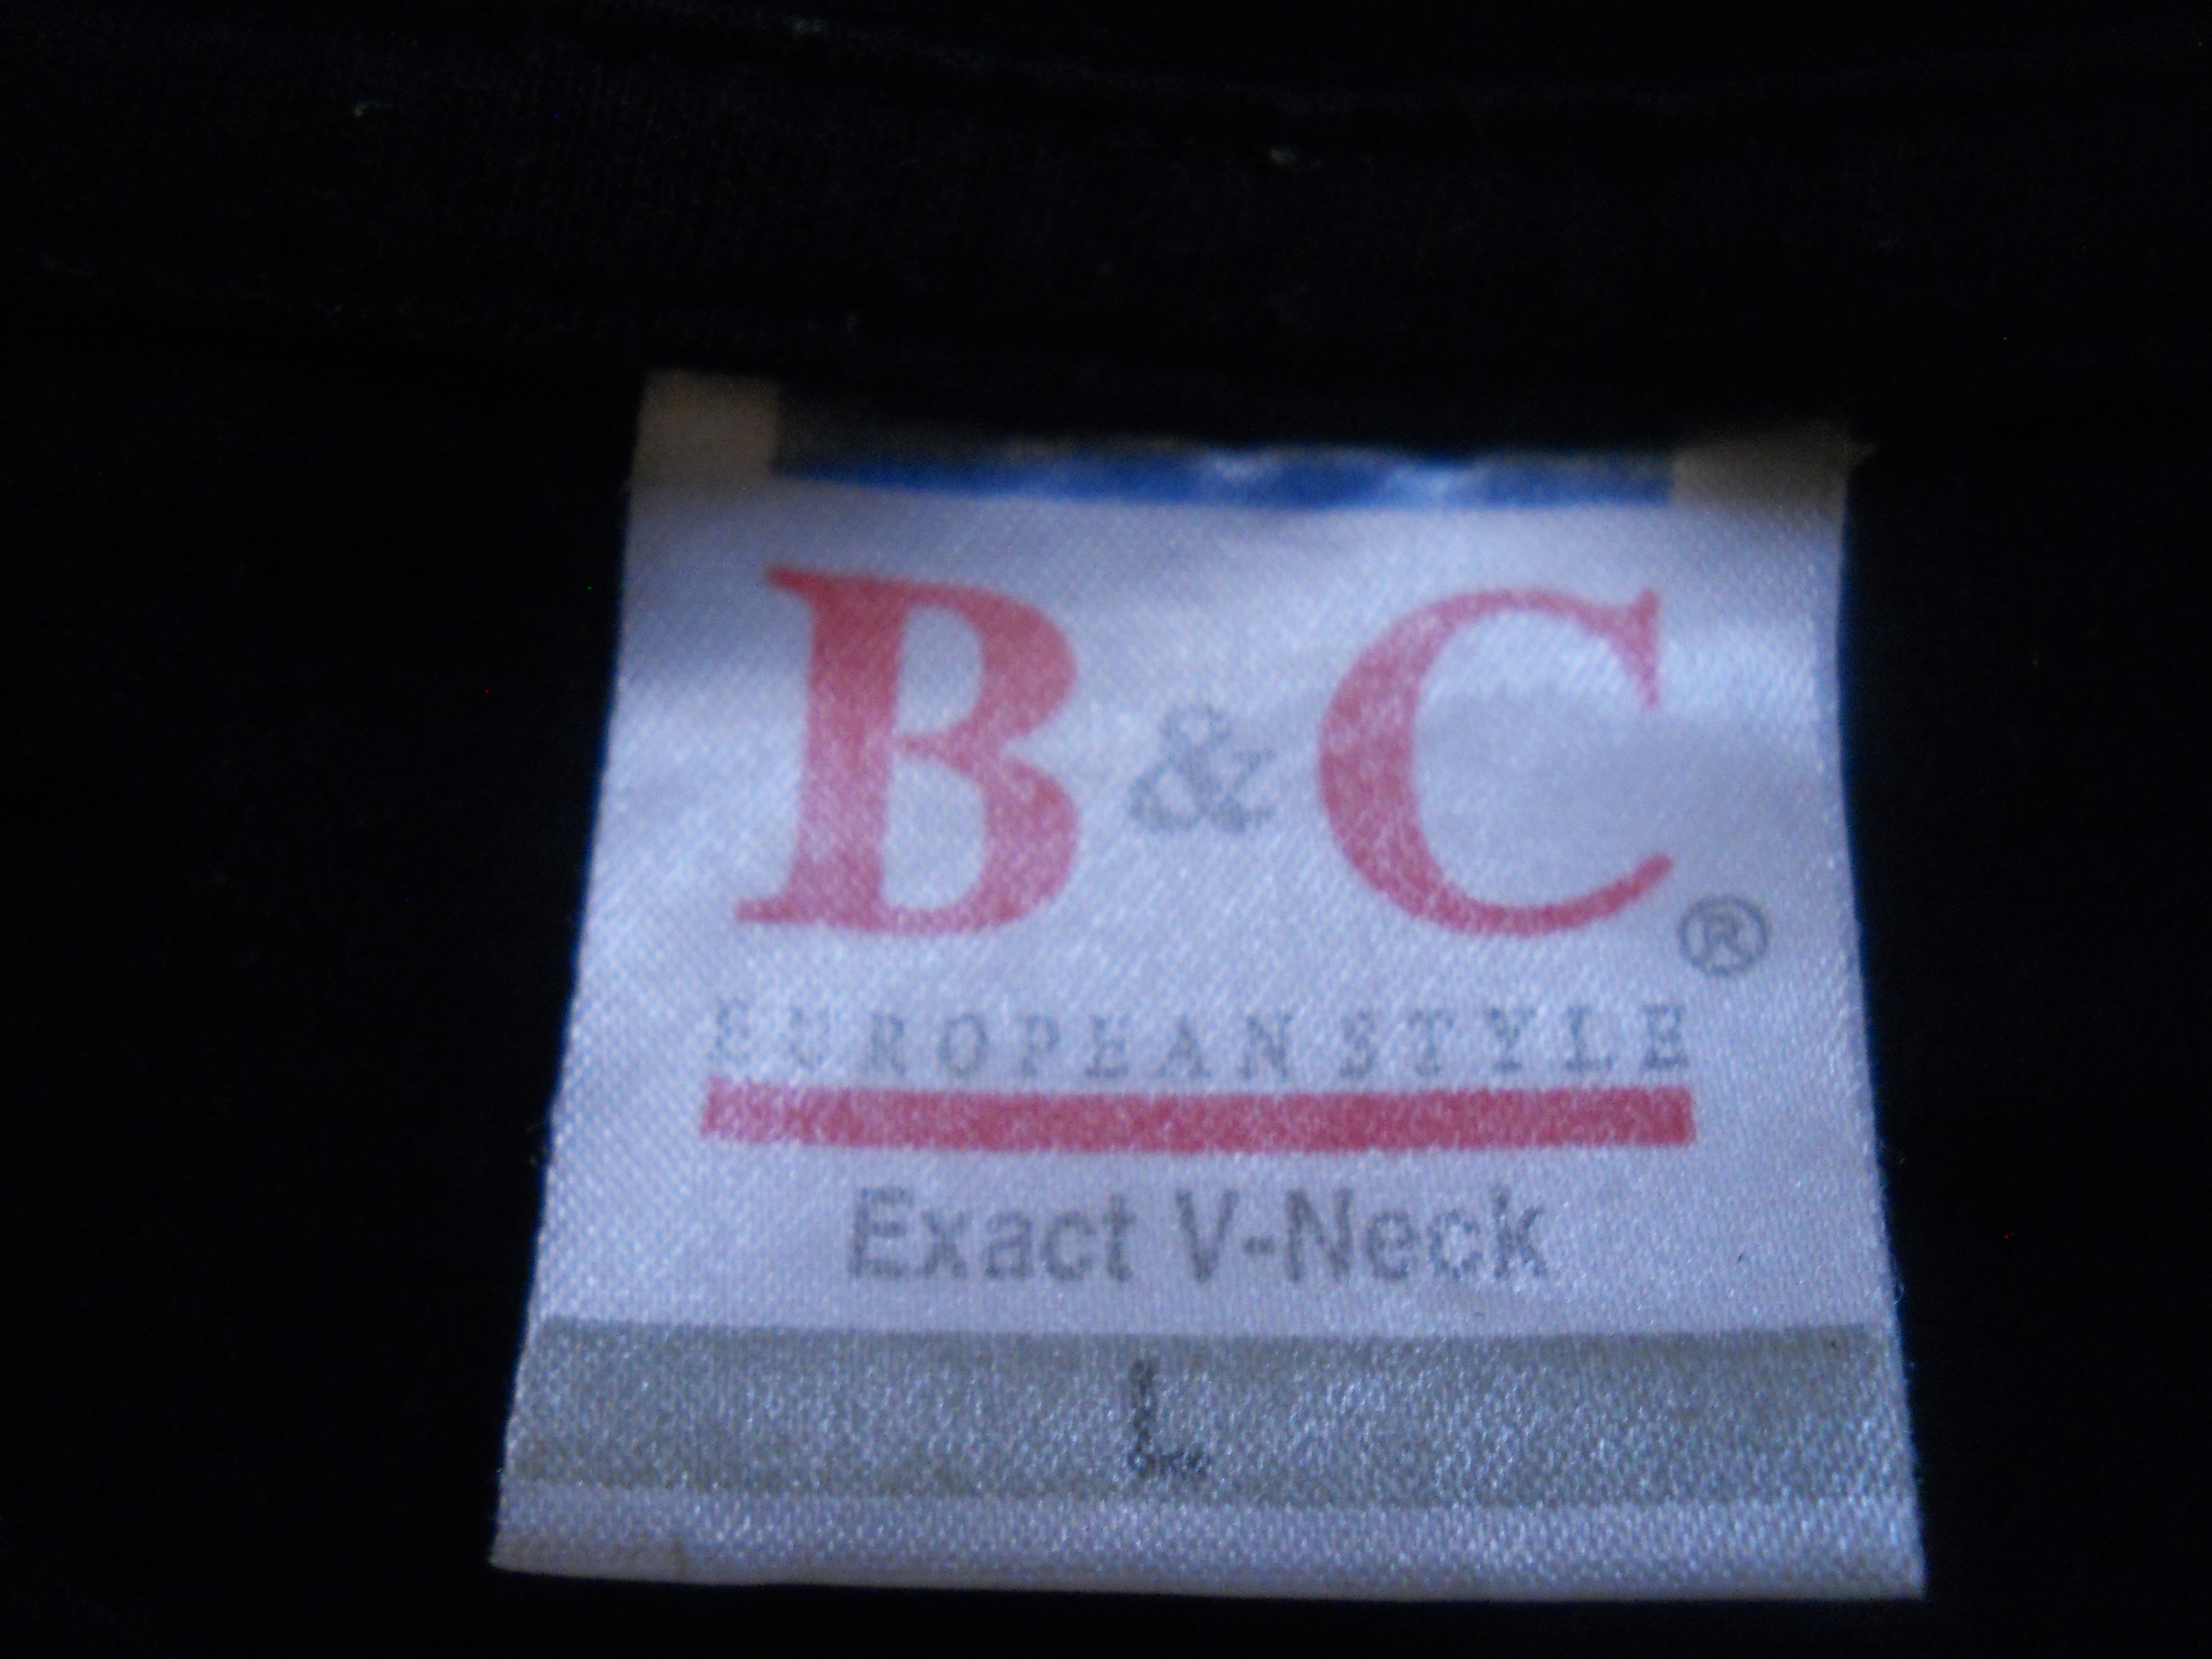 B & C ®
EUROPEAN STYLE
Exact V-Neck
L